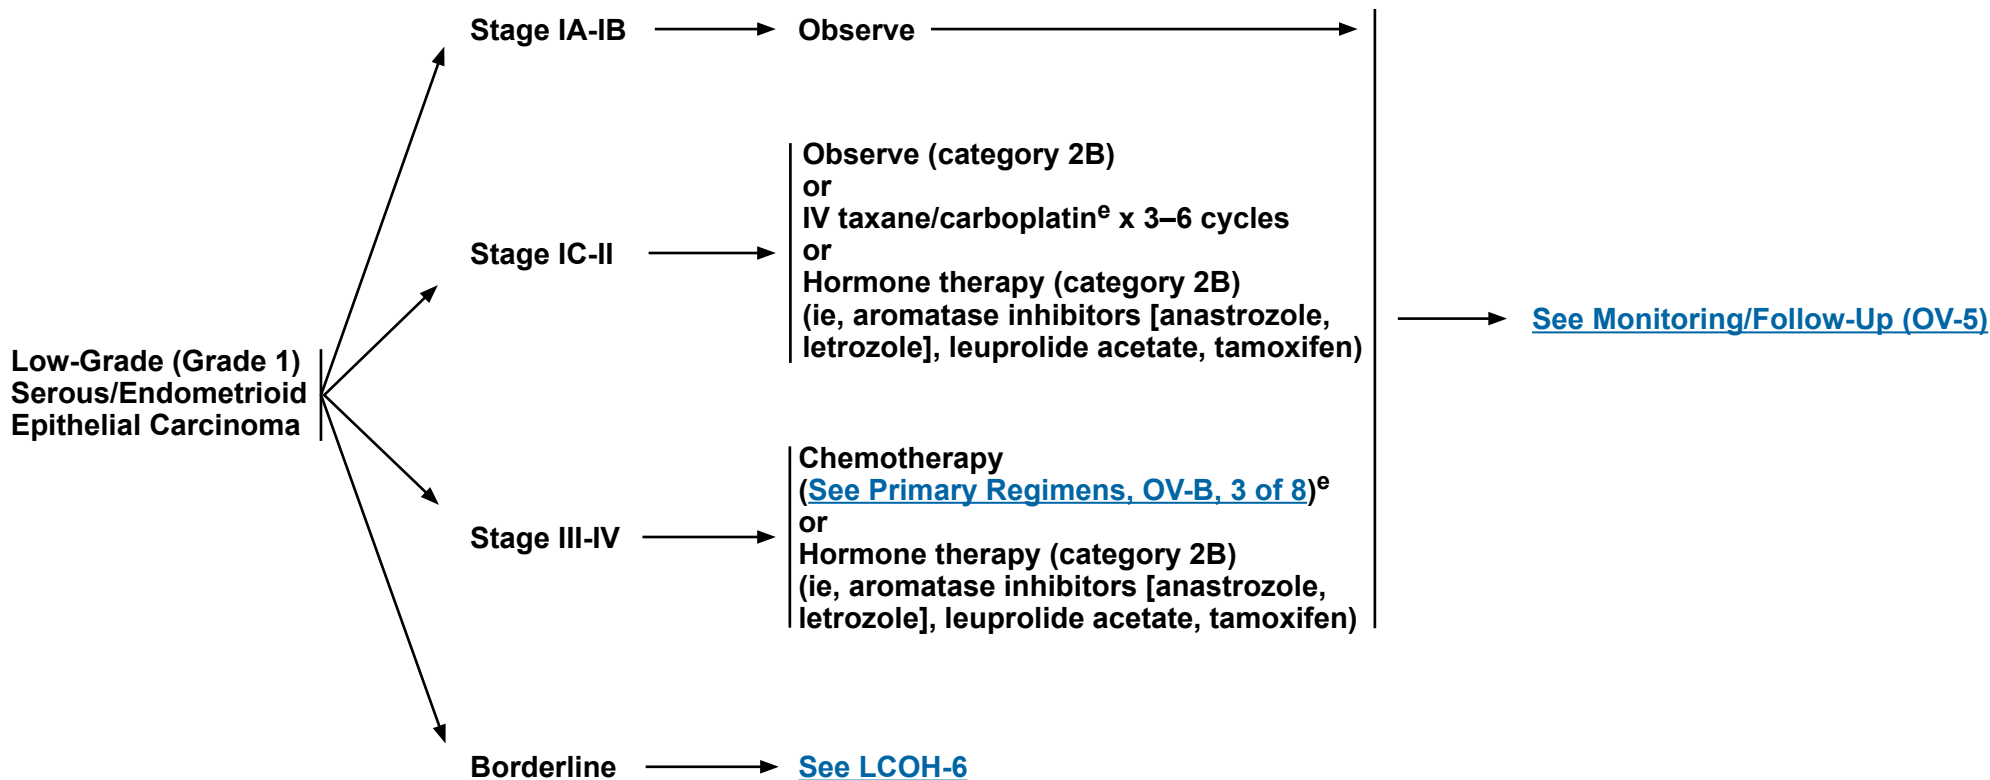 Low-Grade (Grade 1)
Serous/Endometrioid
Epithelial Carcinoma
Stage IA-IB
Observe
Stage IC-II
Observe (category 2B)
or
IV taxane/carboplatinᵉ x 3–6 cycles
or
Hormone therapy (category 2B)
(ie, aromatase inhibitors [anastrozole,
letrozole], leuprolide acetate, tamoxifen)
Stage III-IV
Chemotherapy
(See Primary Regimens, OV-B, 3 of 8)ᵉ
or
Hormone therapy (category 2B)
(ie, aromatase inhibitors [anastrozole,
letrozole], leuprolide acetate, tamoxifen)
Borderline
See LCOH-6
See Monitoring/Follow-Up (OV-5)